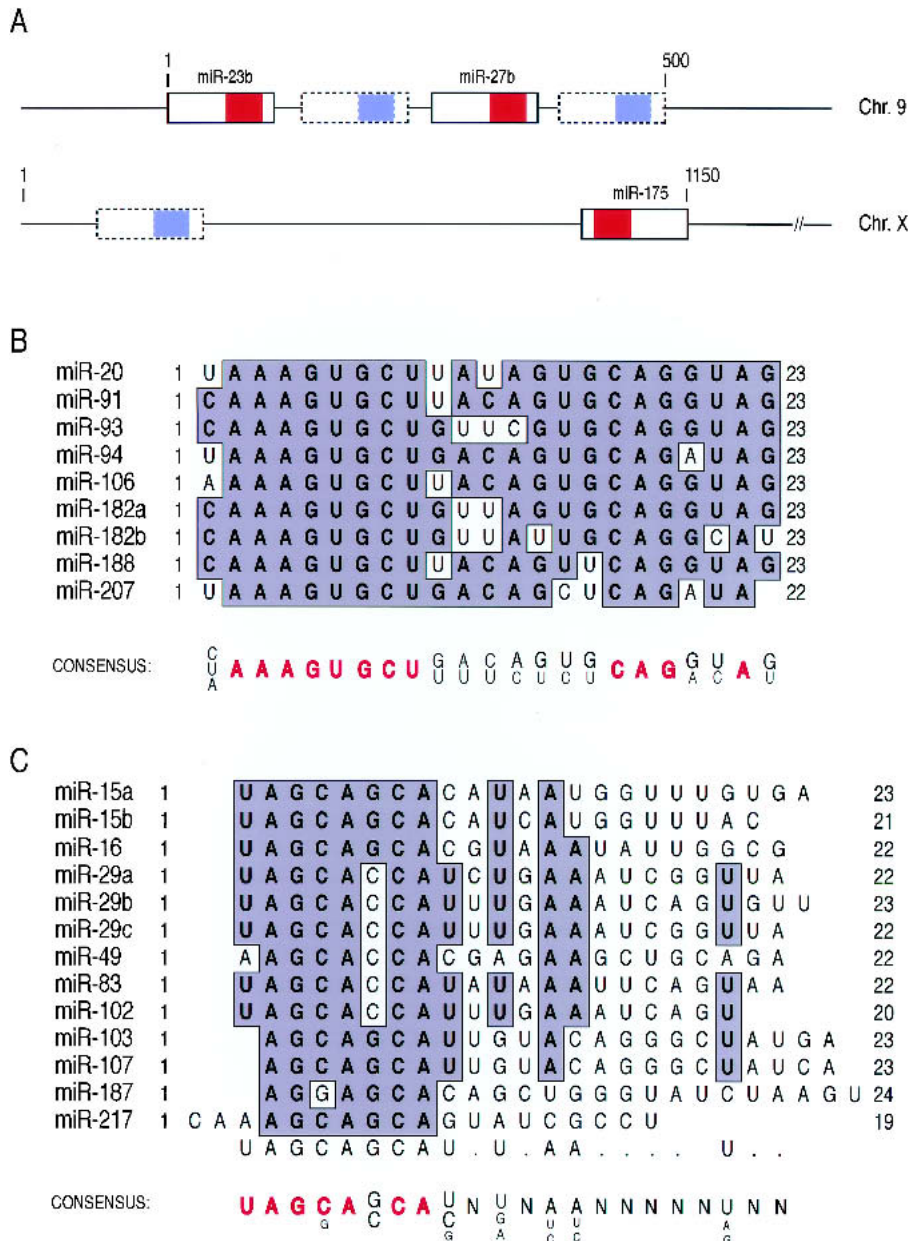 A
1 500
miR-23b miR-27b
Chr. 9
1 1150
miR-175
Chr. X
B
miR-20 1 U A A A G U G C U U A U A G U G C A G G U A G 23
miR-91 1 C A A A G U G C U U A C A G U G C A G G U A G 23
miR-93 1 C A A A G U G C U G U U C G U G C A G G U A G 23
miR-94 1 U A A A G U G C U G A C A G U G C A G A U A G 23
miR-106 1 A A A A G U G C U U A C A G U G C A G G U A G 23
miR-182a 1 C A A A G U G C U G U U A G U G C A G G U A G 23
miR-182b 1 C A A A G U G C U G U U A U U G C A G G C A U 23
miR-188 1 C A A A G U G C U U A C A G U U C A G G U A G 23
miR-207 1 U A A A G U G C U G A C A G C U C A G A U A 22
C G A C A G U G G U G
CONSENSUS: U A A A G U G C U C A G A
A U U U C U C U A C U
C
miR-15a 1 U A G C A G C A C A U A A U G G U U U G U G A 23
miR-15b 1 U A G C A G C A C A U C A U G G U U U A C 21
miR-16 1 U A G C A G C A C G U A A A U A U U G G C G 22
miR-29a 1 U A G C A C C A U C U G A A A U C G G U U A 22
miR-29b 1 U A G C A C C A U U U G A A A U C A G U G U U 23
miR-29c 1 U A G C A C C A U U U G A A A U C G G U U A 22
miR-49 1 A A G C A C C A C G A G A A G C U G C A G A 22
miR-83 1 U A G C A C C A U A U A A A U U C A G U A A 22
miR-102 1 U A G C A C C A U U U G A A A U C A G U 20
miR-103 1 A G C A G C A U U G U A C A G G G C U A U G A 23
miR-107 1 A G C A G C A U U G U A C A G G G C U A U C A 23
miR-187 1 A G G A G C A C A G C U G G G U A U C U A A G U 24
miR-217 1 C A A A G C A G C A G U A U C G C C U 19
U A G C A G C A U . U . A A . . . . U . .
CONSENSUS: U A G C A G C A U N U N A A N N N N N U N N
G C C G U U A
G A C C G